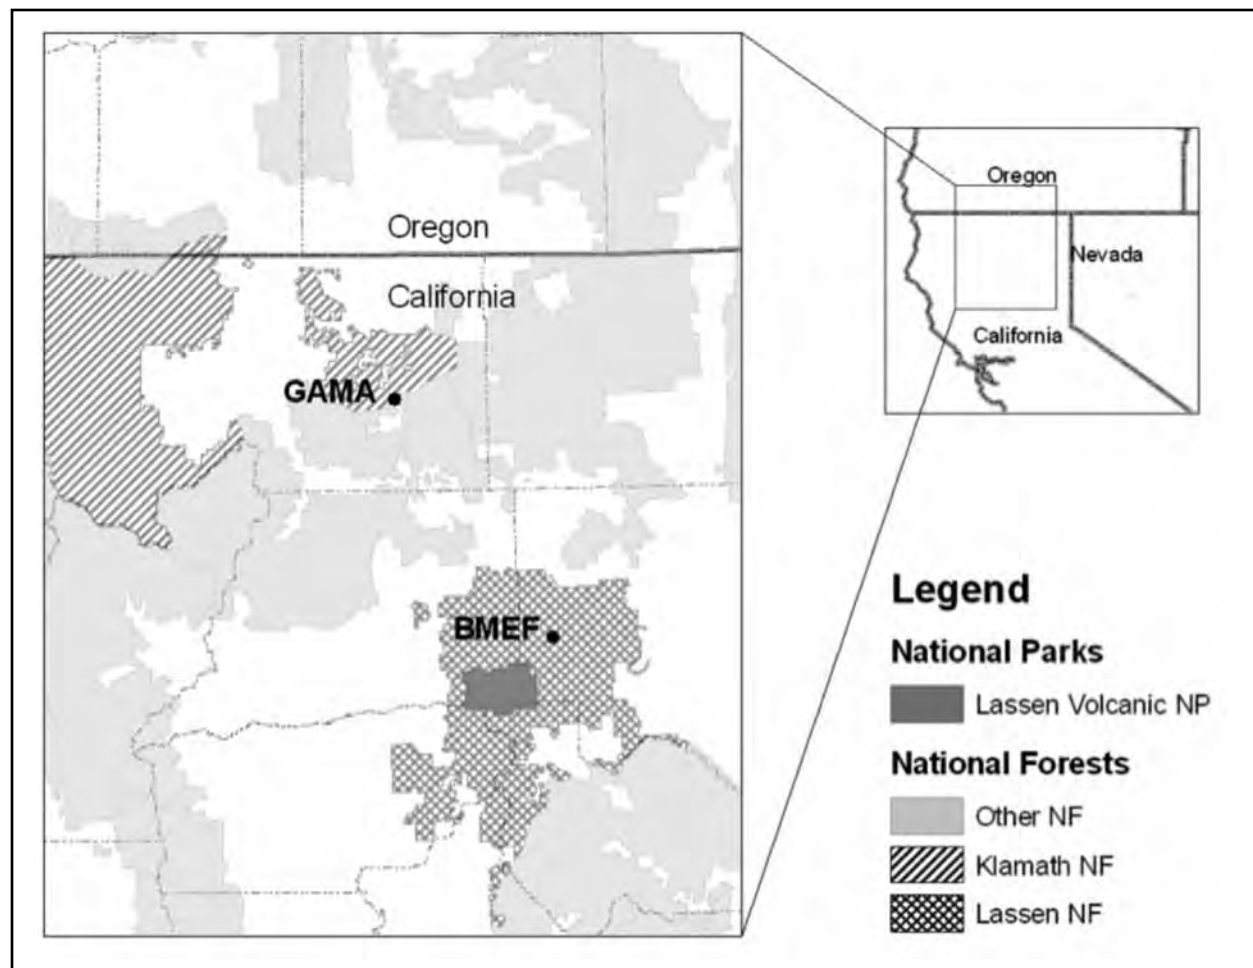 Oregon
California
GAMA
BMEF
Oregon
Nevada
California
Legend
National Parks
Lassen Volcanic NP
National Forests
Other NF
Klamath NF
Lassen NF